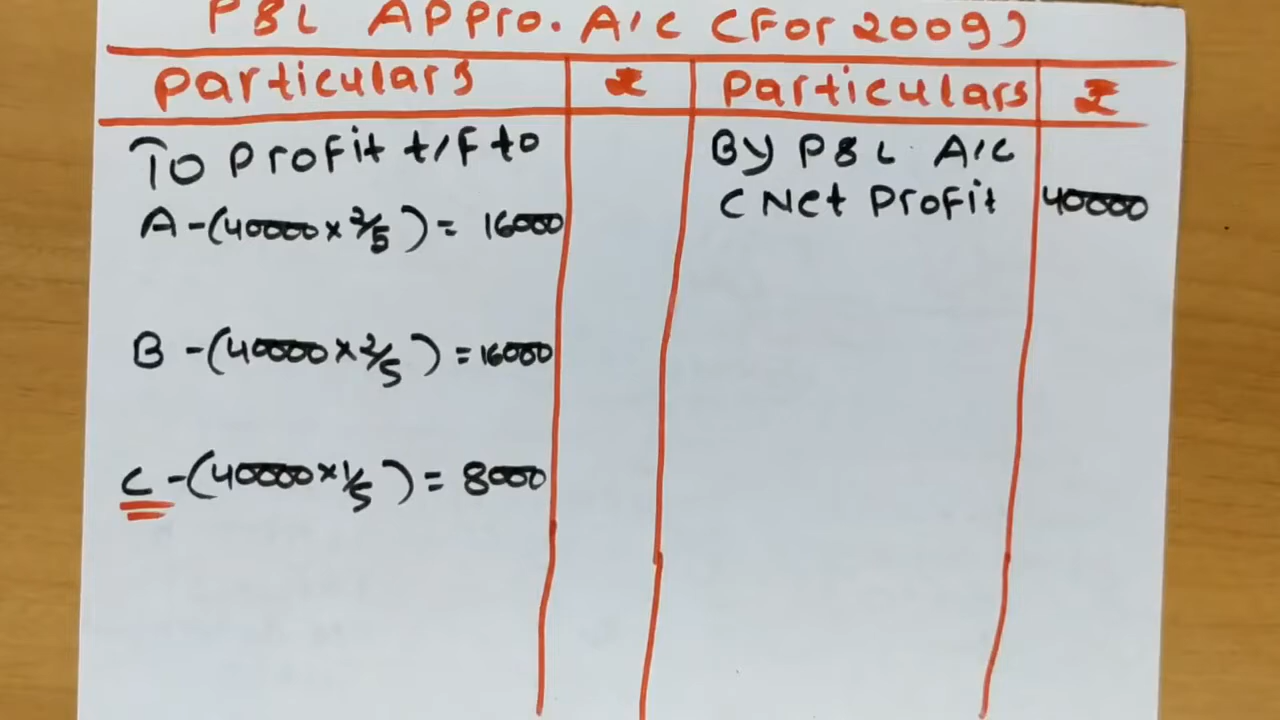 P&L APPro. A/C (For 2009)
Particulars ₹ Particulars ₹
To Profit t/F to
A-(40000×2/5) = 16000
B-(40000×2/5) = 16000
C-(40000×1/5) = 8000
By P&L A/C
(Net Profit 40000